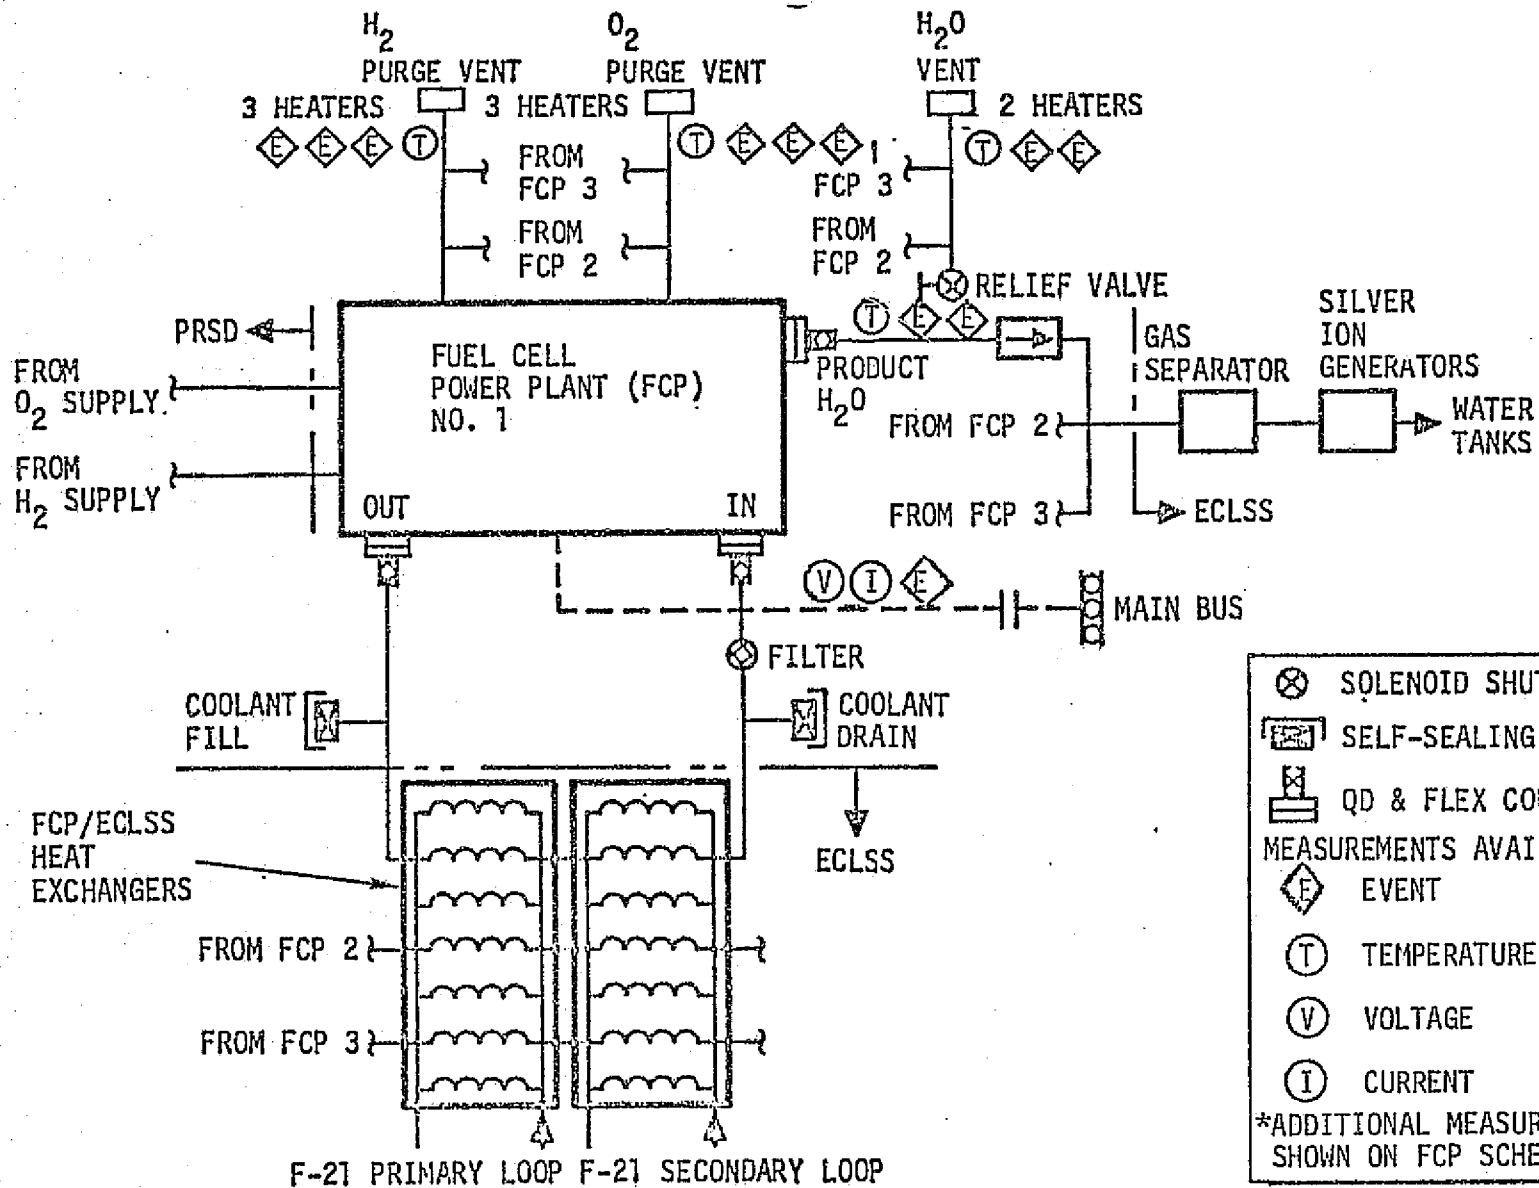 H2
PURGE VENT
O2
PURGE VENT
H2O
VENT
3 HEATERS
3 HEATERS
2 HEATERS
E E E T
T E E E
T E E
FROM
FCP 3
FCP 3
FROM
FCP 2
FROM
FCP 2
RELIEF VALVE
PRSD
T E E
FUEL CELL
POWER PLANT (FCP)
NO. 1
PRODUCT
H2O
GAS
SEPARATOR
SILVER
ION
GENERATORS
FROM
O2 SUPPLY
FROM FCP 2
WATER
TANKS
FROM
H2 SUPPLY
OUT
IN
FROM FCP 3
ECLSS
V I E
MAIN BUS
FILTER
COOLANT
FILL
COOLANT
DRAIN
FCP/ECLSS
HEAT
EXCHANGERS
ECLSS
FROM FCP 2
FROM FCP 3
F-21 PRIMARY LOOP
F-21 SECONDARY LOOP
SOLENOID
SELF-SEALING
QD & FLEX
MEASUREMENTS
E EVENT
T TEMPERATURE
V VOLTAGE
I CURRENT
*ADDITIONAL
SHOWN ON FCP